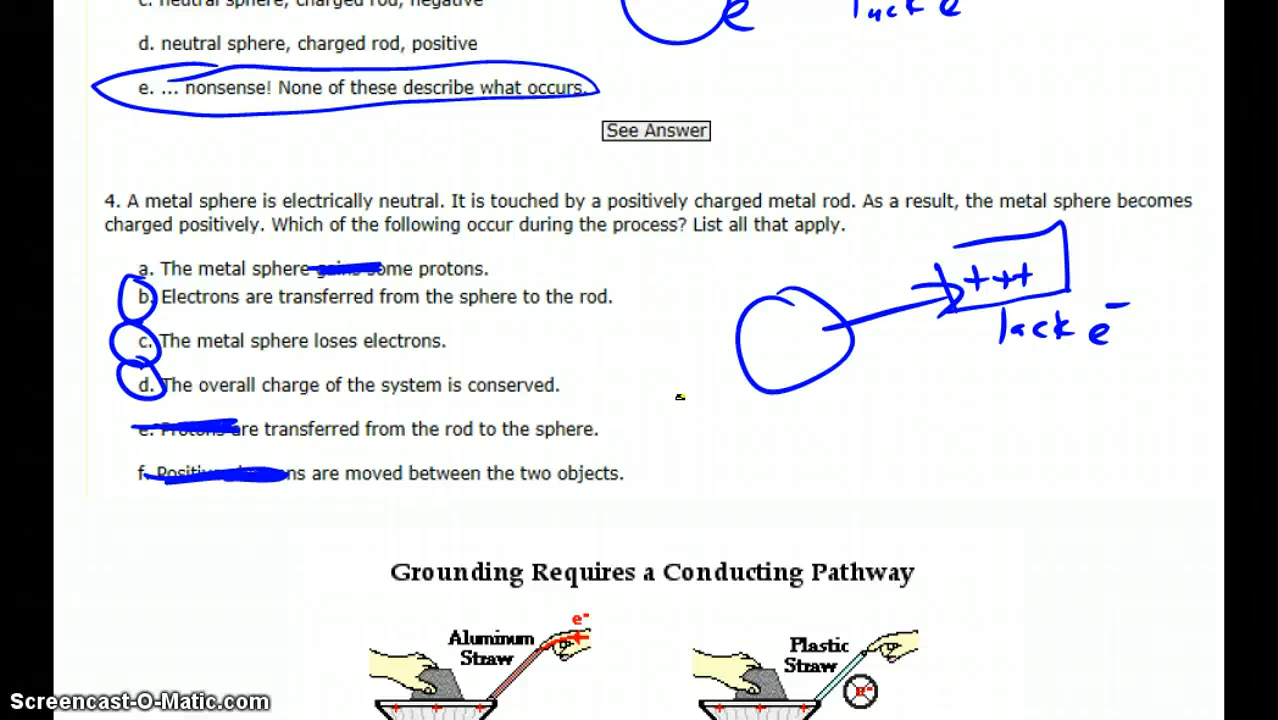 c. neutral sphere, charged rod, negative
lack e
e
d. neutral sphere, charged rod, positive
e. ... nonsense! None of these describe what occurs.
See Answer
4. A metal sphere is electrically neutral. It is touched by a positively charged metal rod. As a result, the metal sphere becomes
charged positively. Which of the following occur during the process? List all that apply.
a. The metal sphere gains some protons.
b. Electrons are transferred from the sphere to the rod.
+++
lack e-
c. The metal sphere loses electrons.
d. The overall charge of the system is conserved.
e. Protons are transferred from the rod to the sphere.
f. Positive are moved between the two objects.
Grounding Requires a Conducting Pathway
e-
Aluminum
Straw
Plastic
Straw
e-
+ + +
+ + +
Screencast-O-Matic.com